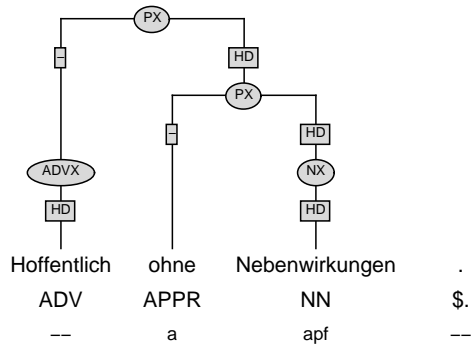 PX
– HD
PX
– HD
ADVX NX
HD HD
Hoffentlich ohne Nebenwirkungen .
ADV APPR NN $.
–– a apf ––